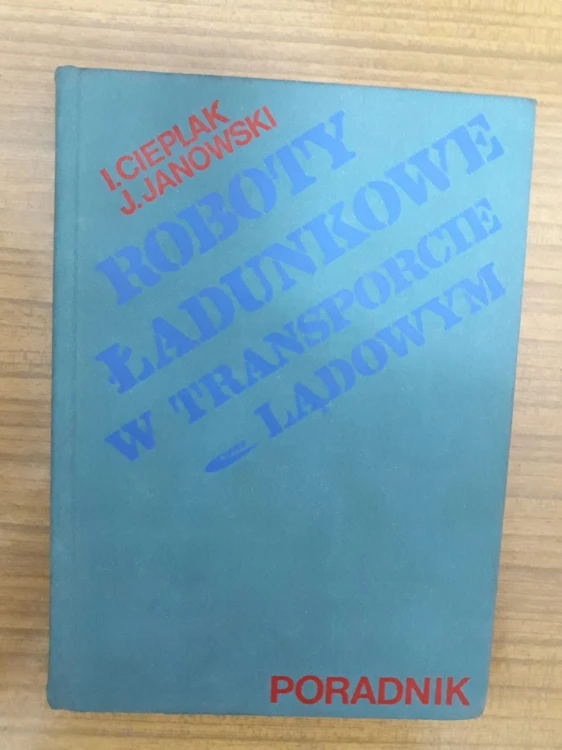 I. CIEPLAK
J. JANOWSKI
ROBOTY
ŁADUNKOWE
W TRANSPORCIE
LĄDOWYM
PORADNIK